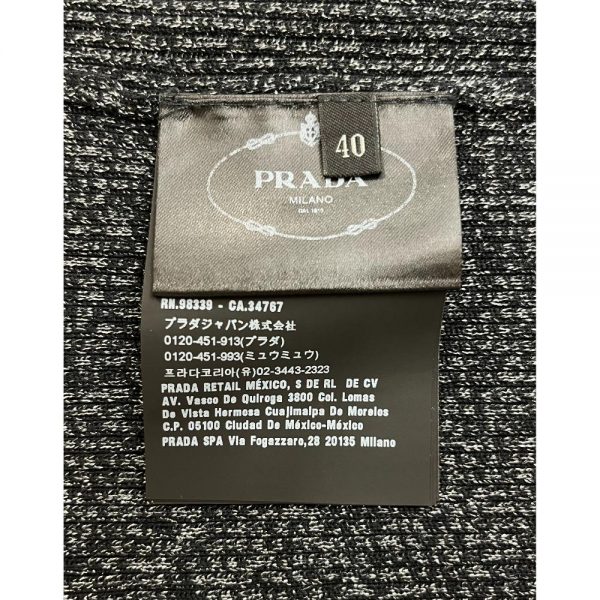 40
PRADA
MILANO
DAL 1913
RN.98339 - CA.34767
プラダジャパン株式会社
0120-451-913(プラダ)
0120-451-993(ミュウミュウ)
프라다코리아(유)02-3443-2323
PRADA RETAIL MÉXICO, S DE RL DE CV
AV. Vasco De Quiroga 3800 Col. Lomas
De Vista Hermosa Cuajimalpa De Morelos
C.P. 05100 Ciudad De México-México
PRADA SPA Via Fogazzaro,28 20135 Milano